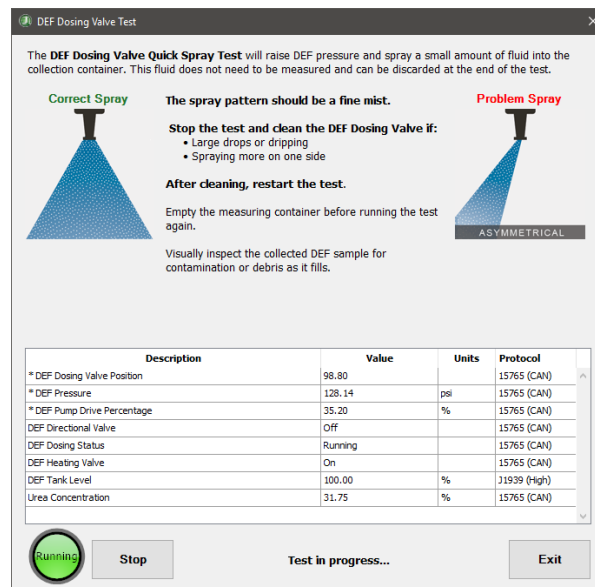 DEF Dosing Valve Test
The DEF Dosing Valve Quick Spray Test will raise DEF pressure and spray a small amount of fluid into the
collection container. This fluid does not need to be measured and can be discarded at the end of the test.
Correct Spray
The spray pattern should be a fine mist.
Problem Spray
Stop the test and clean the DEF Dosing Valve if:
• Large drops or dripping
• Spraying more on one side
After cleaning, restart the test.
Empty the measuring container before running the test
again.
ASYMMETRICAL
Visually inspect the collected DEF sample for
contamination or debris as it fills.
Description Value Units Protocol
* DEF Dosing Valve Position 98.80 15765 (CAN)
* DEF Pressure 128.14 psi 15765 (CAN)
* DEF Pump Drive Percentage 35.20 % 15765 (CAN)
DEF Directional Valve Off 15765 (CAN)
DEF Dosing Status Running 15765 (CAN)
DEF Heating Valve On 15765 (CAN)
DEF Tank Level 100.00 % J1939 (High)
Urea Concentration 31.75 % 15765 (CAN)
Running Stop Test in progress... Exit